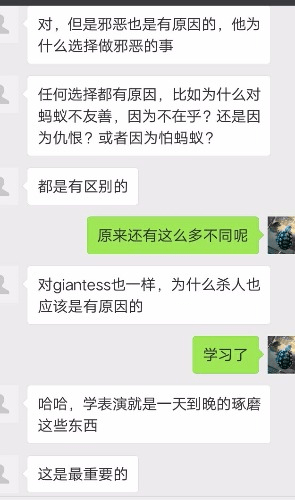 对，但是邪恶也是有原因的，他为
什么选择做邪恶的事
任何选择都有原因，比如为什么对
蚂蚁不友善，因为不在乎？还是因
为仇恨？或者因为怕蚂蚁？
都是有区别的
原来还有这么多不同呢
对giantess也一样，为什么杀人也
应该是有原因的
学习了
哈哈，学表演就是一天到晚的琢磨
这些东西
这是最重要的